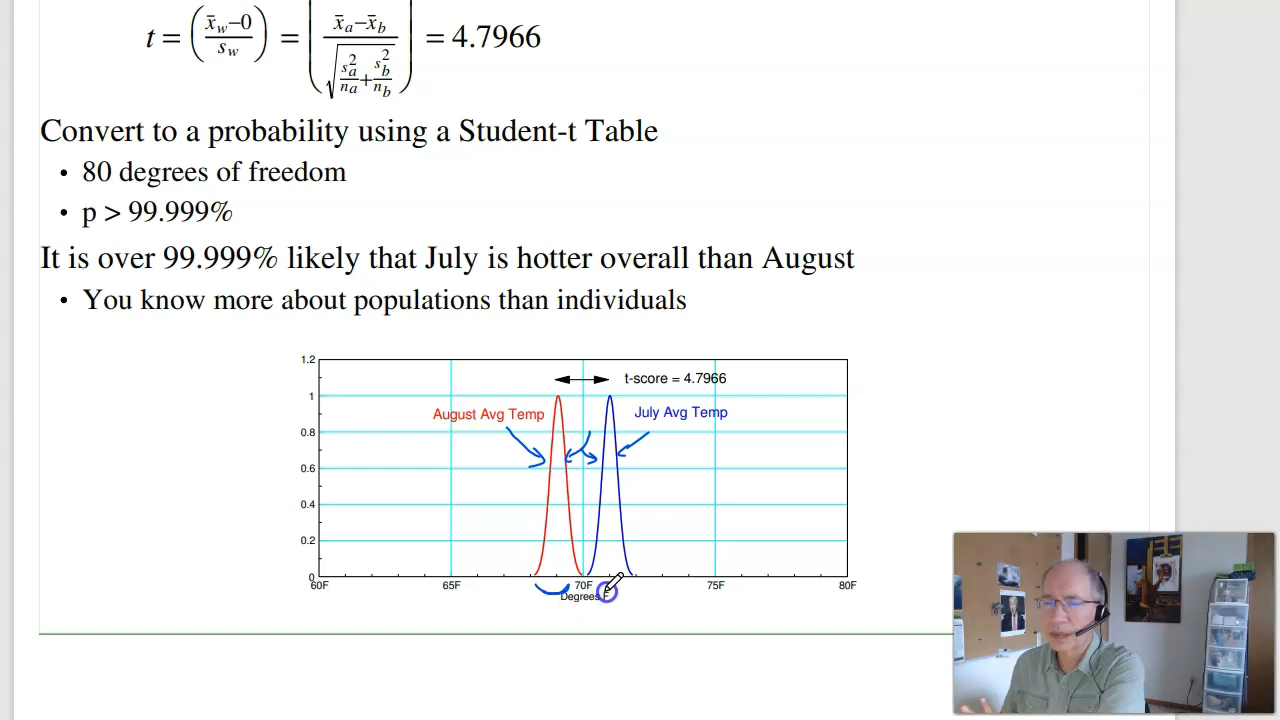 t = (x̄w−0 / sw) = (x̄a−x̄b / √(s²a/na + s²b/nb)) = 4.7966
Convert to a probability using a Student-t Table
• 80 degrees of freedom
• p > 99.999%
It is over 99.999% likely that July is hotter overall than August
• You know more about populations than individuals
1.2
t-score = 4.7966
1
August Avg Temp
July Avg Temp
0.8
0.6
0.4
0.2
0
60F 65F 70F 75F 80F
Degrees F